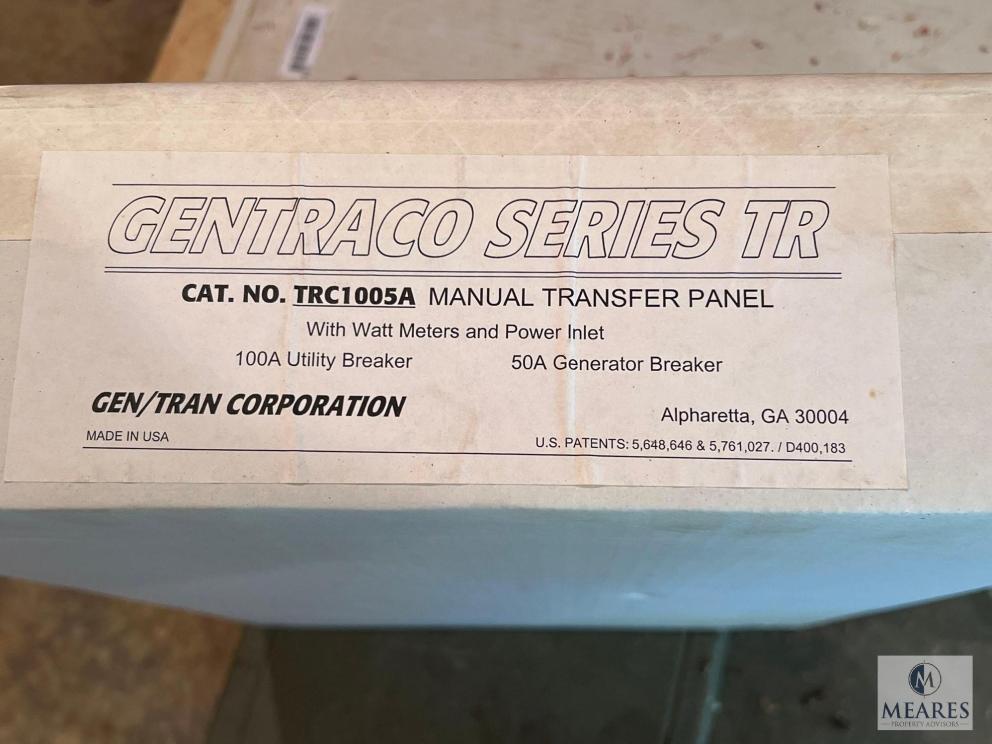 GENTRACO SERIES TR
CAT. NO. TRC1005A MANUAL TRANSFER PANEL
With Watt Meters and Power Inlet
100A Utility Breaker 50A Generator Breaker
GEN/TRAN CORPORATION Alpharetta, GA 30004
MADE IN USA U.S. PATENTS: 5,648,646 & 5,761,027. / D400,183
M
MEARES
PROPERTY ADVISORS